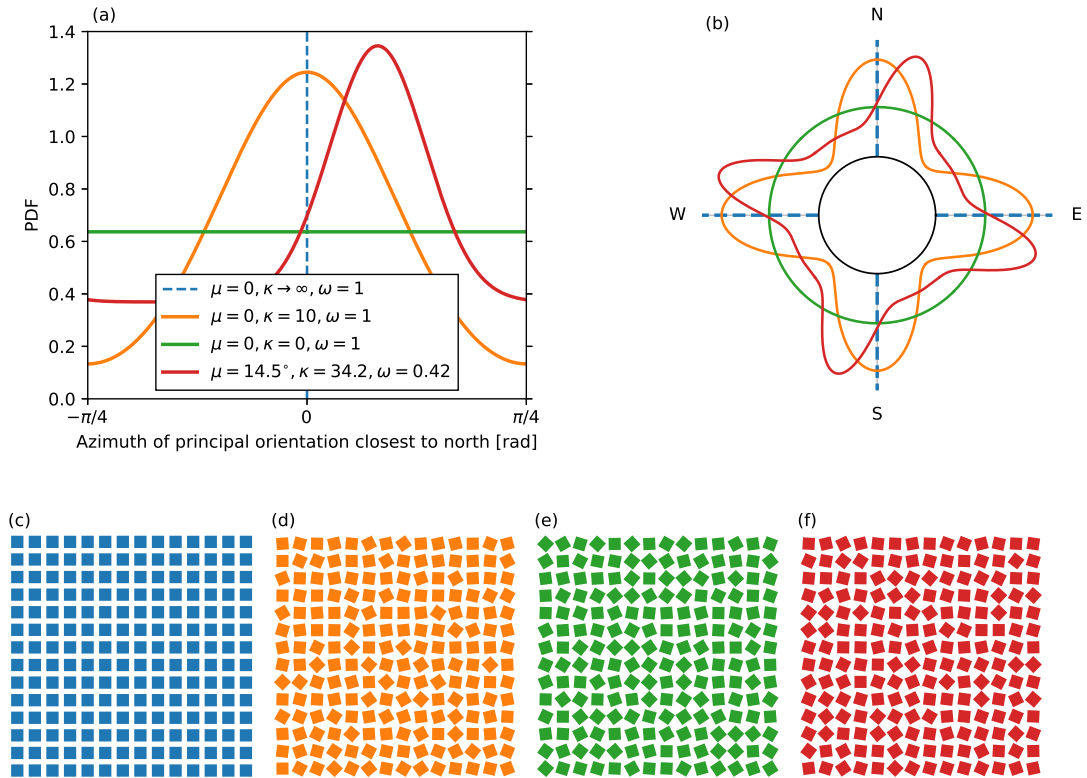 (a)
1.4
1.2
1.0
0.8
0.6
0.4
0.2
0.0
PDF
−π/4
0
π/4
Azimuth of principal orientation closest to north [rad]
μ = 0, κ → ∞, ω = 1
μ = 0, κ = 10, ω = 1
μ = 0, κ = 0, ω = 1
μ = 14.5°, κ = 34.2, ω = 0.42
(b)
N
W
E
S
(c)
(d)
(e)
(f)